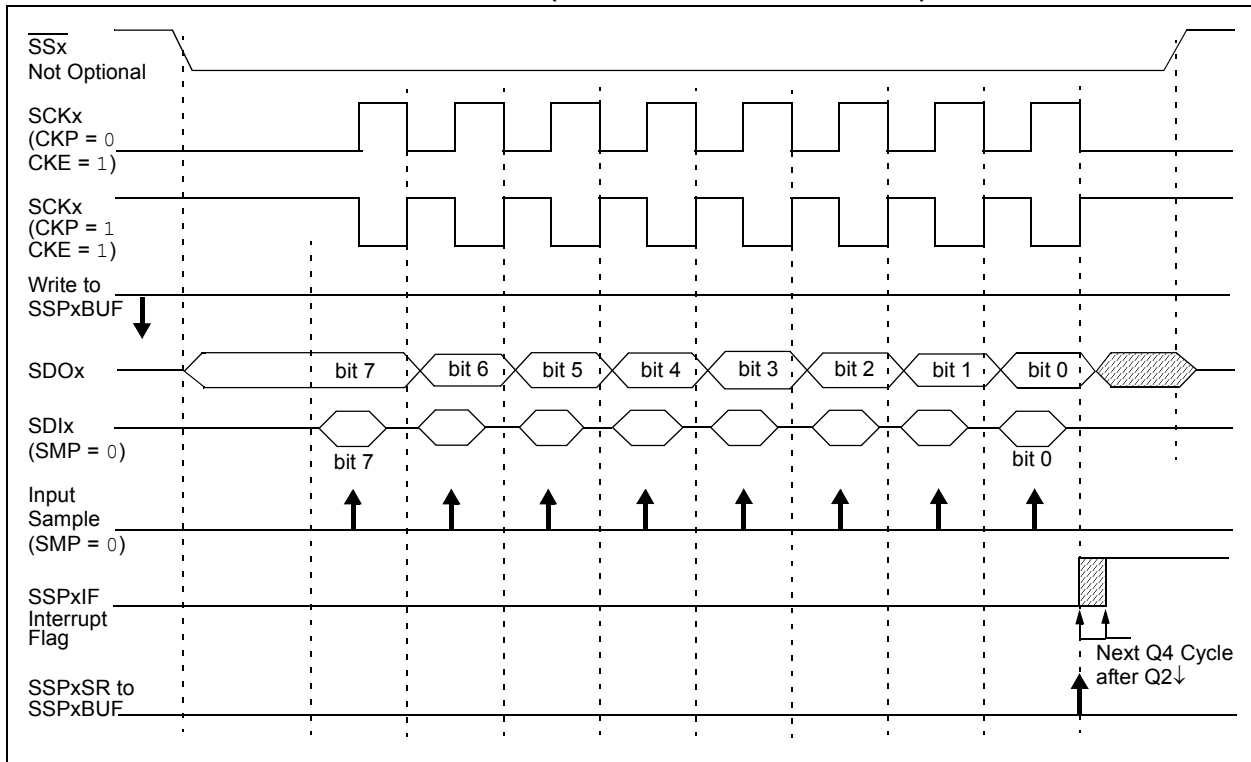 SSx
Not Optional
SCKx
(CKP = 0
CKE = 1)
SCKx
(CKP = 1
CKE = 1)
Write to
SSPxBUF
SDOx
bit 7
bit 6
bit 5
bit 4
bit 3
bit 2
bit 1
bit 0
SDIx
(SMP = 0)
bit 7
bit 0
Input
Sample
(SMP = 0)
SSPxIF
Interrupt
Flag
Next Q4 Cycle
after Q2↓
SSPxSR to
SSPxBUF